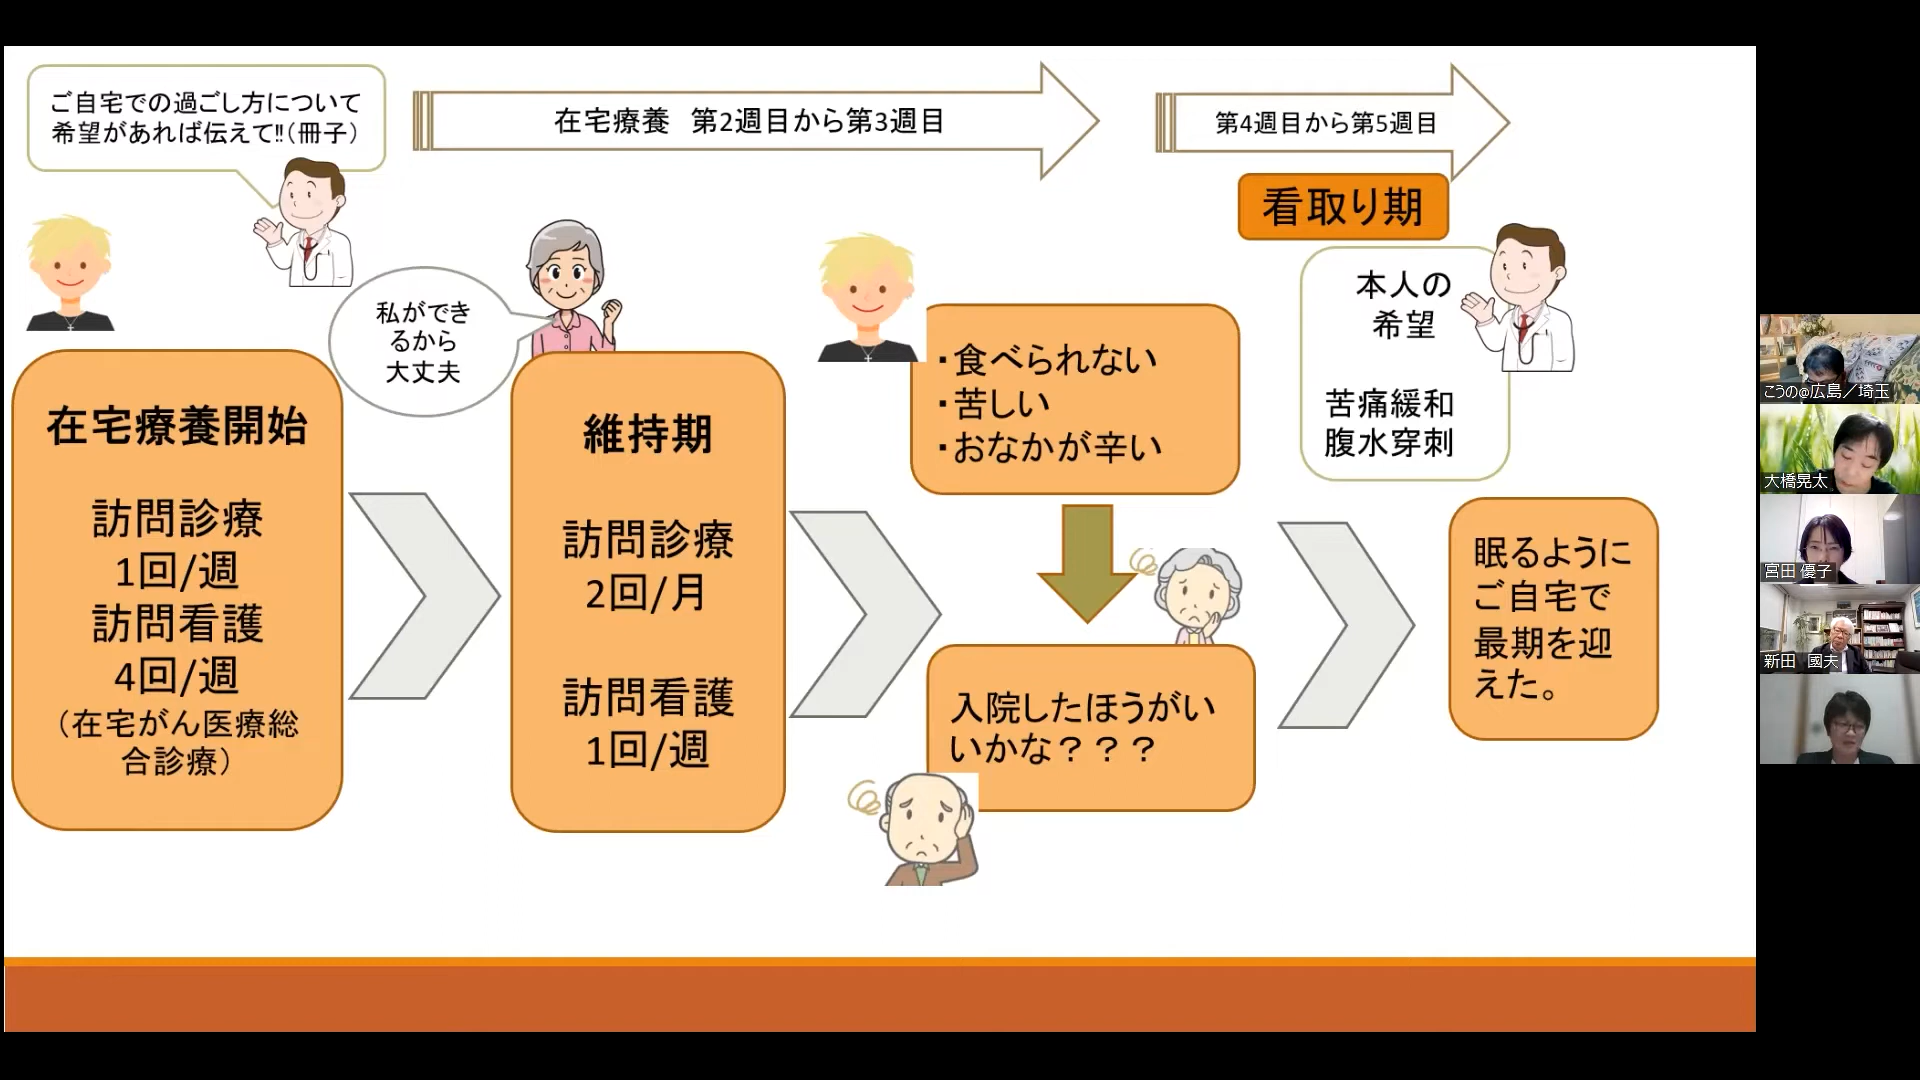 ご自宅での過ごし方について
希望があれば伝えて‼（冊子）
在宅療養　第2週目から第3週目
第4週目から第5週目
看取り期
私ができ
るから
大丈夫
本人の
希望
苦痛緩和
腹水穿刺
在宅療養開始
訪問診療
1回/週
訪問看護
4回/週
（在宅がん医療総
合診療）
維持期
訪問診療
2回/月
訪問看護
1回/週
・食べられない
・苦しい
・おなかが辛い
入院したほうがい
いかな？？？
眠るように
ご自宅で
最期を迎
えた。
こうの@広島／埼玉
大橋晃太
宮田 優子
新田　國夫